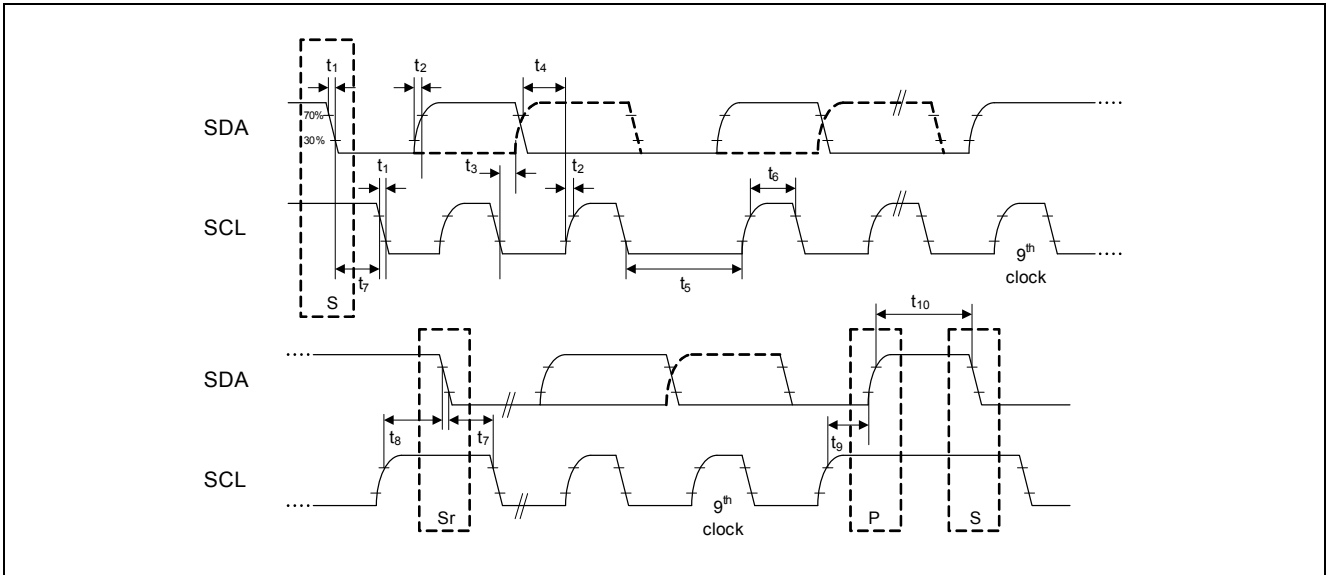 t1 t2 t4
70%
SDA
30%
t1 t3 t2 t6
SCL
9th
clock
t7 t5
S
t10
····
····
SDA
t8 t7 t9
SCL
9th
clock
····
····
Sr P S